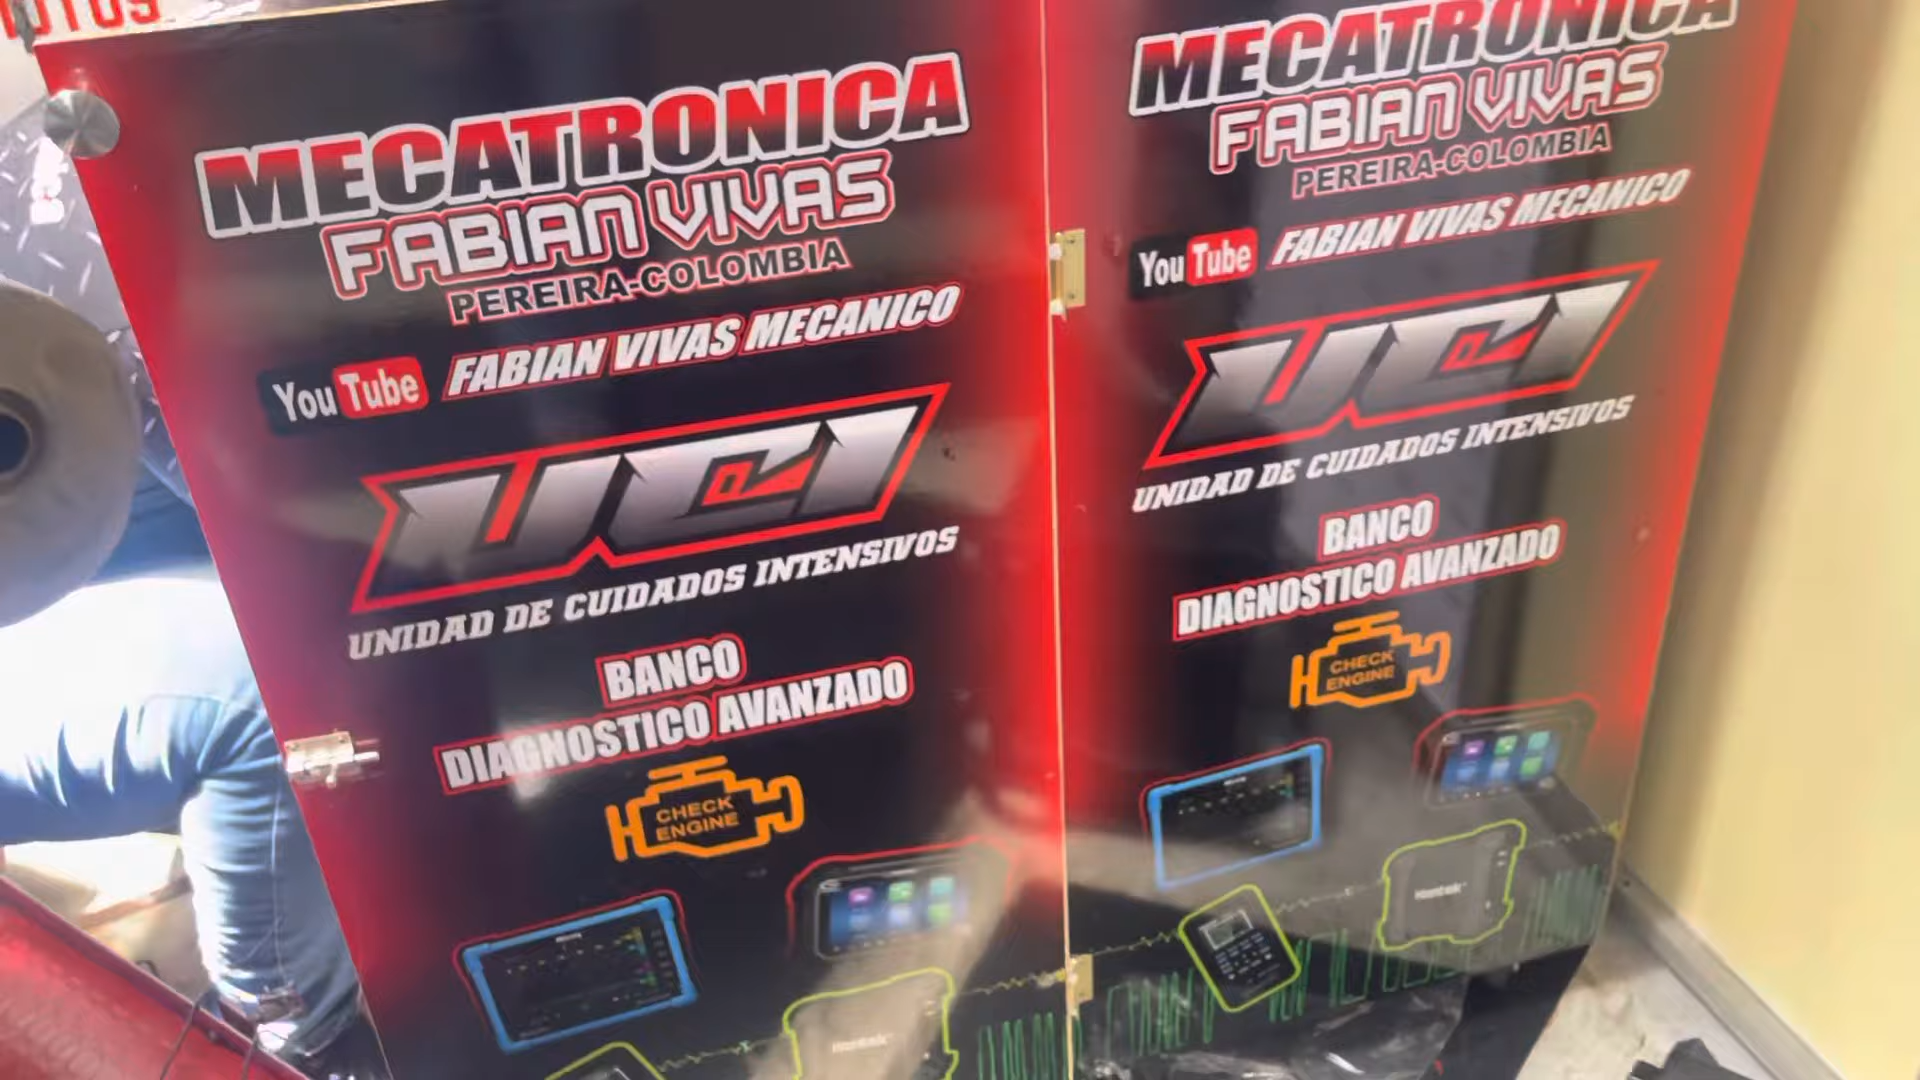 MECATRONICA
FABIAN VIVAS
PEREIRA-COLOMBIA
YouTube FABIAN VIVAS MECANICO
UCI
UNIDAD DE CUIDADOS INTENSIVOS
BANCO
DIAGNOSTICO AVANZADO
CHECK
ENGINE
Hantek
MECATRONICA
FABIAN VIVAS
PEREIRA-COLOMBIA
YouTube FABIAN VIVAS MECANICO
UCI
UNIDAD DE CUIDADOS INTENSIVOS
BANCO
DIAGNOSTICO AVANZADO
CHECK
ENGINE
Hantek